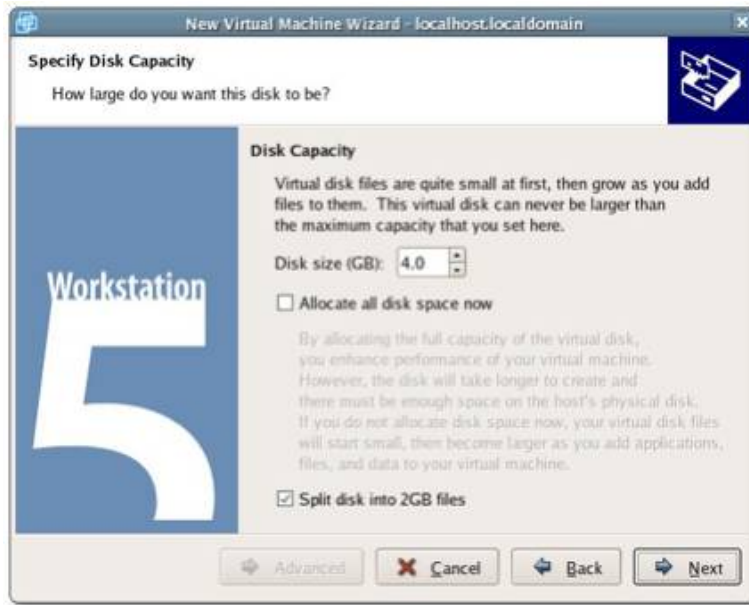 New Virtual Machine Wizard - localhost.localdomain
Specify Disk Capacity
How large do you want this disk to be?
Disk Capacity
Virtual disk files are quite small at first, then grow as you add
files to them. This virtual disk can never be larger than
the maximum capacity that you set here.
Disk size (GB): 4.0
Workstation
5
Allocate all disk space now
By allocating the full capacity of the virtual disk,
you enhance performance of your virtual machine.
However, the disk will take longer to create and
there must be enough space on the host's physical disk.
If you do not allocate disk space now, your virtual disk files
will start small, then become larger as you add applications,
files, and data to your virtual machine.
Split disk into 2GB files
Advanced Cancel Back Next